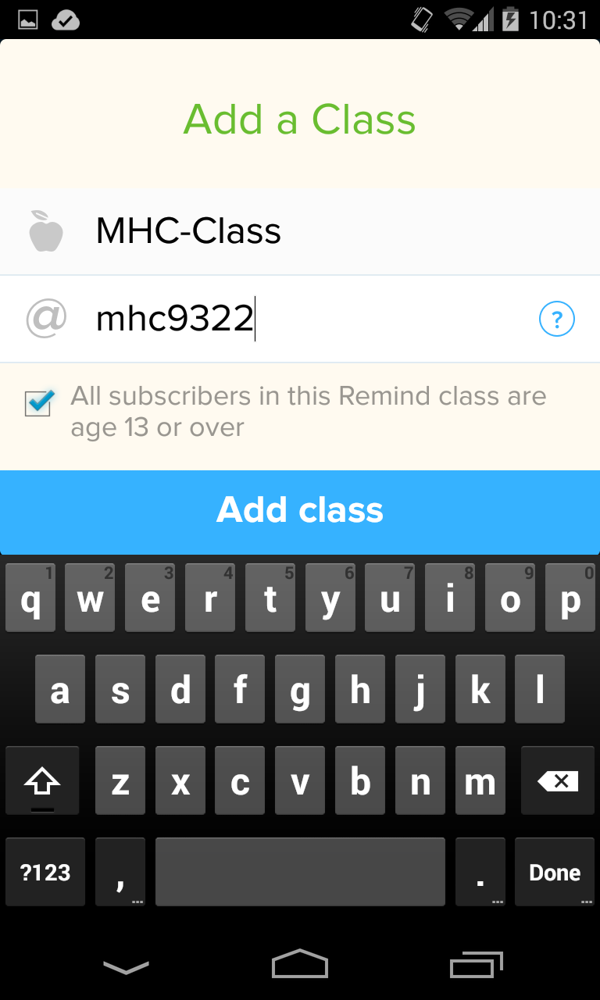 10:31
Add a Class
MHC-Class
@ mhc9322 ?
All subscribers in this Remind class are
age 13 or over
Add class
1 2 3 4 5 6 7 8 9 0
q w e r t y u i o p
a s d f g h j k l
z x c v b n m
?123 , . Done